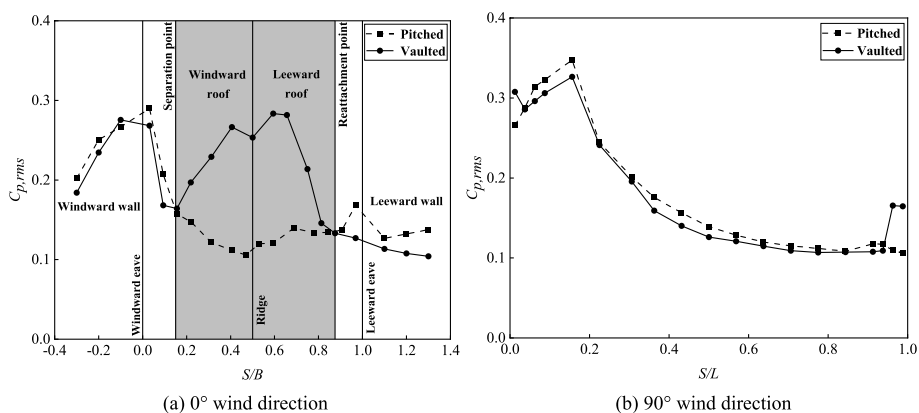 (a)
(b)
0.4
0.3
0.2
0.1
0.0
C_{p,rms}
-0.4
-0.2
0.0
0.2
0.4
0.6
0.8
1.0
1.2
1.4
S/B
Pitched
Vaulted
Separation point
Windward
roof
Leeward
roof
Reattachment point
Windward wall
Leeward wall
Windward eave
Ridge
Leeward eave
(a) 0° wind direction
0.4
0.3
0.2
0.1
0.0
C_{p,rms}
0.0
0.2
0.4
0.6
0.8
1.0
S/L
Pitched
Vaulted
(b) 90° wind direction